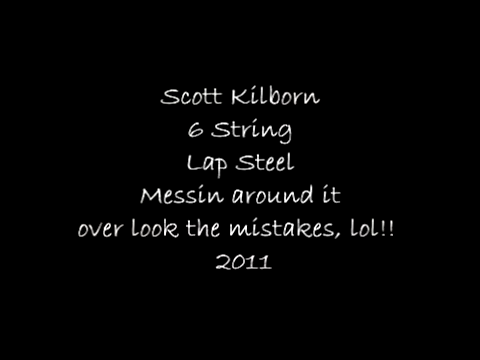 Scott Kilborn
6 String
Lap Steel
Messin around it
over look the mistakes, lol!!
2011